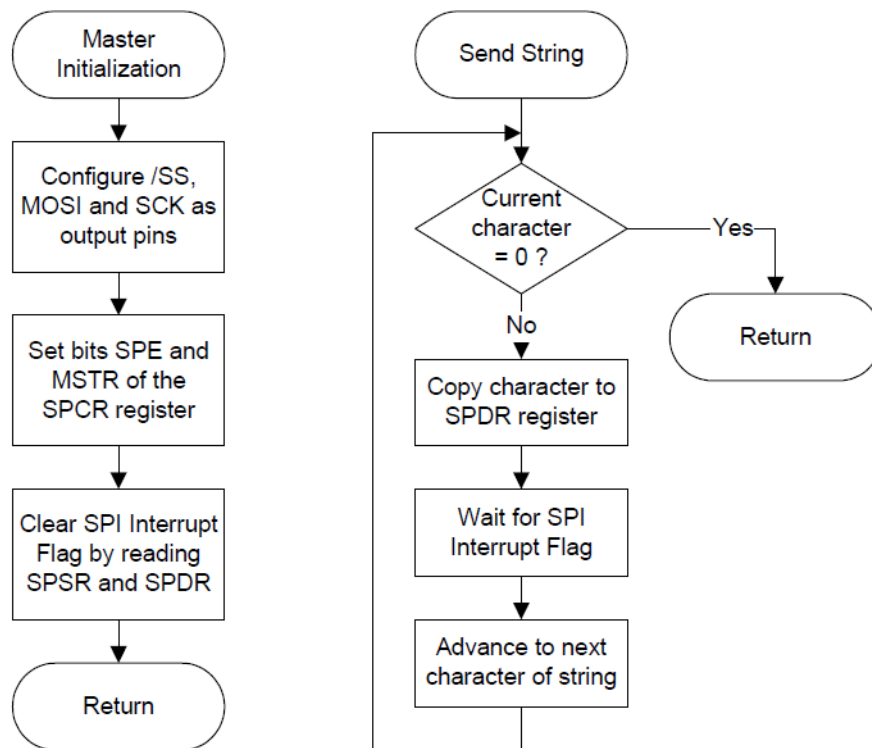 Master
Initialization
Configure /SS,
MOSI and SCK as
output pins
Set bits SPE and
MSTR of the
SPCR register
Clear SPI Interrupt
Flag by reading
SPSR and SPDR
Return
Send String
Current
character
= 0 ?
Yes
Return
No
Copy character to
SPDR register
Wait for SPI
Interrupt Flag
Advance to next
character of string